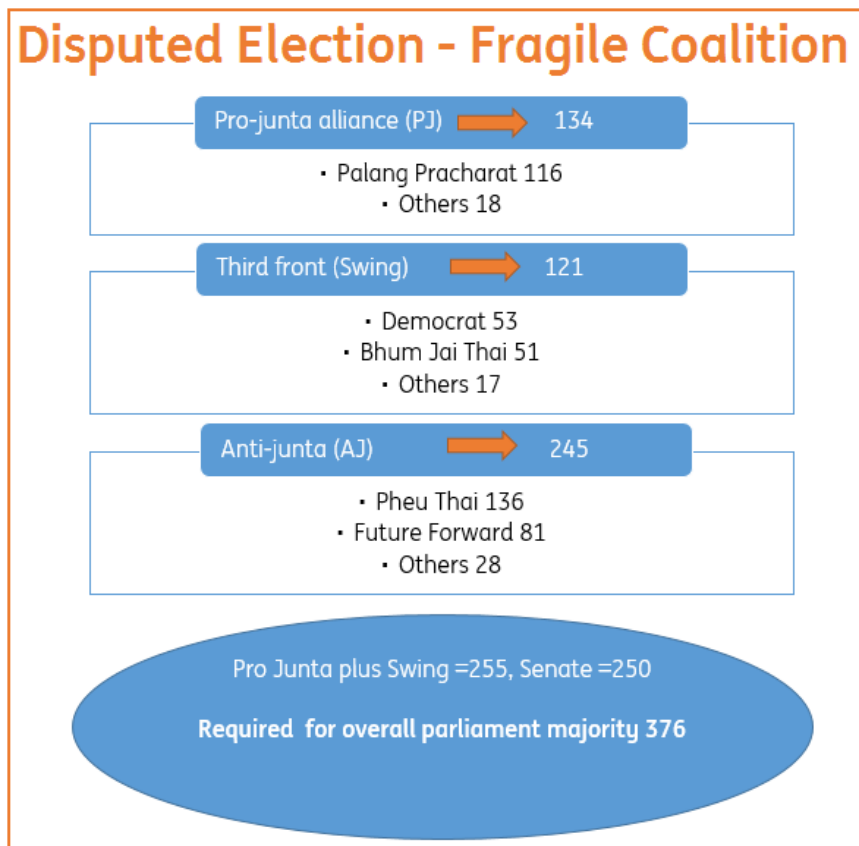 Disputed Election - Fragile Coalition
Pro-junta alliance (PJ) 134
· Palang Pracharat 116
· Others 18
Third front (Swing) 121
· Democrat 53
· Bhum Jai Thai 51
· Others 17
Anti-junta (AJ) 245
· Pheu Thai 136
· Future Forward 81
· Others 28
Pro Junta plus Swing =255, Senate =250
Required for overall parliament majority 376